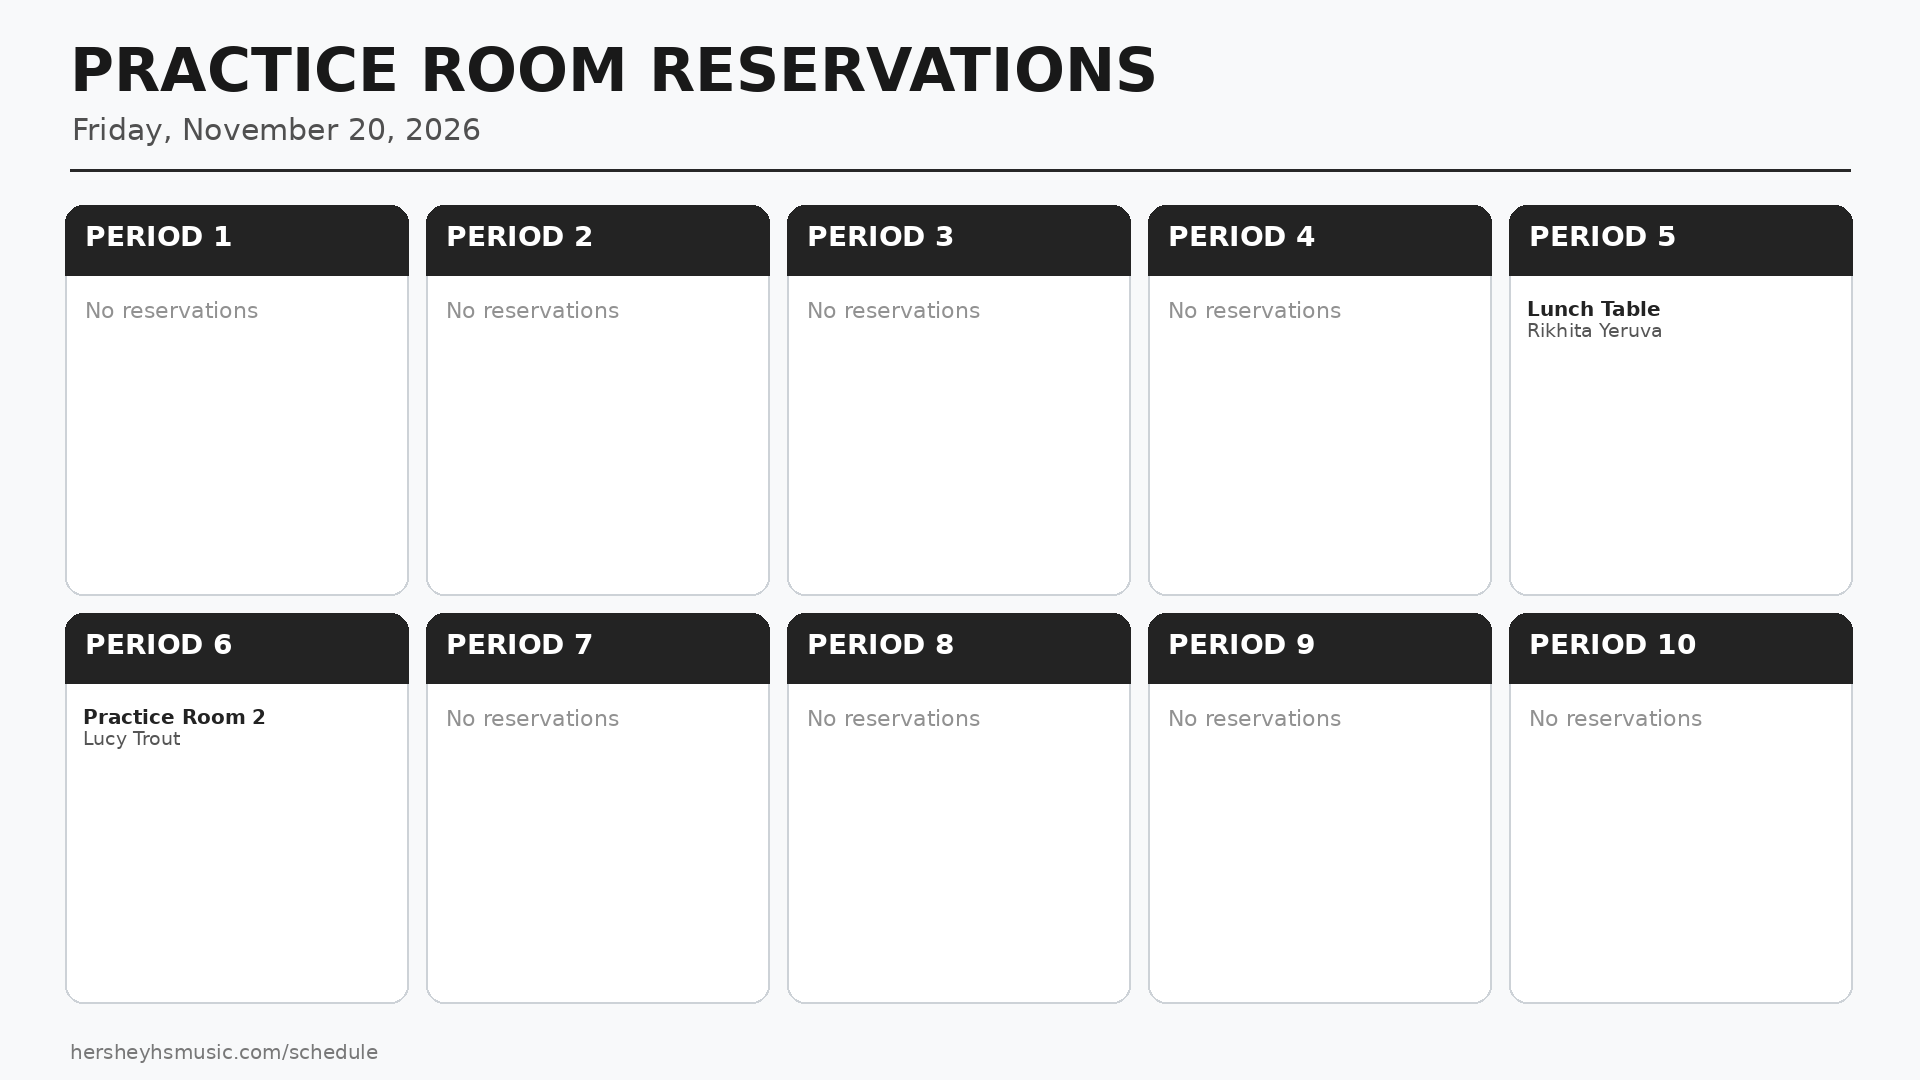 PRACTICE ROOM RESERVATIONS
Friday, November 20, 2026
PERIOD 1
No reservations
PERIOD 2
No reservations
PERIOD 3
No reservations
PERIOD 4
No reservations
PERIOD 5
Lunch Table
Rikhita Yeruva
PERIOD 6
Practice Room 2
Lucy Trout
PERIOD 7
No reservations
PERIOD 8
No reservations
PERIOD 9
No reservations
PERIOD 10
No reservations
hersheyhsmusic.com/schedule